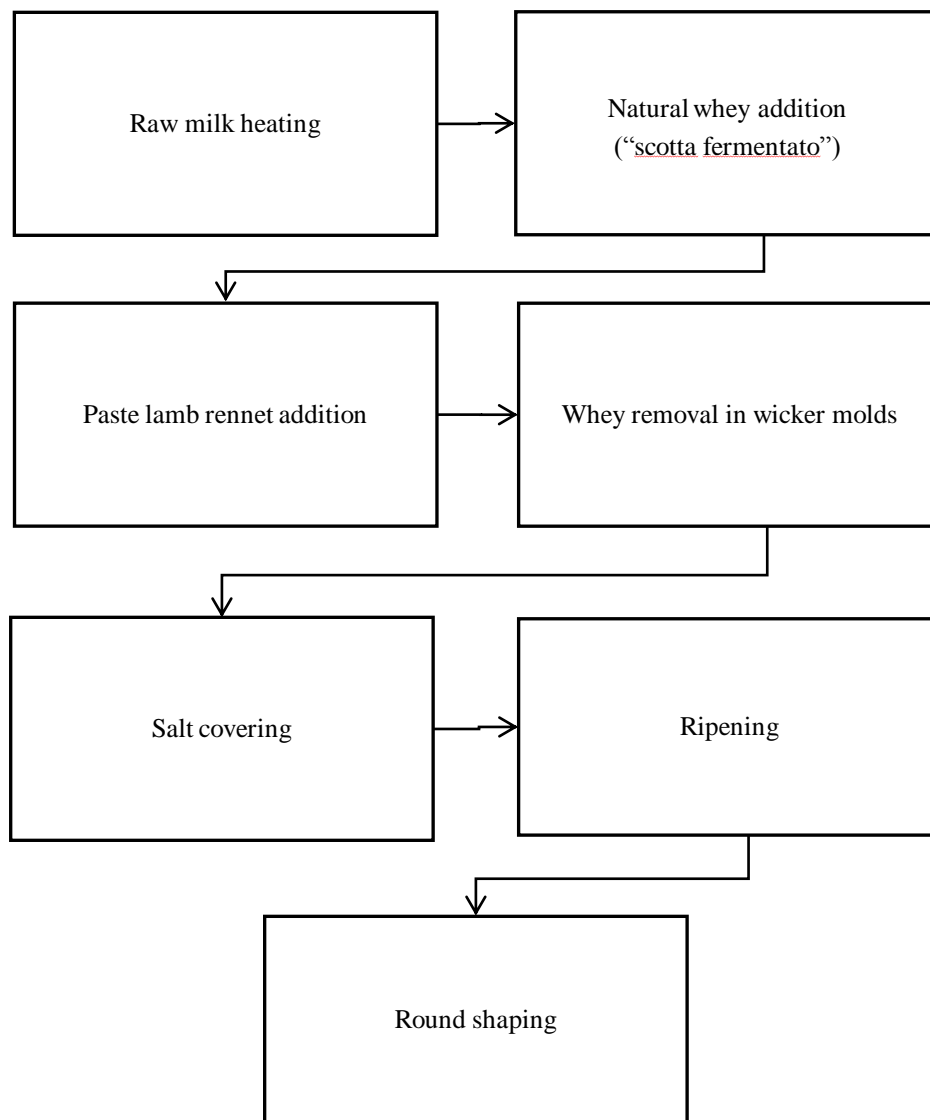 Raw milk heating
Natural whey addition
(“scotta fermentato”)
Paste lamb rennet addition
Whey removal in wicker molds
Salt covering
Ripening
Round shaping